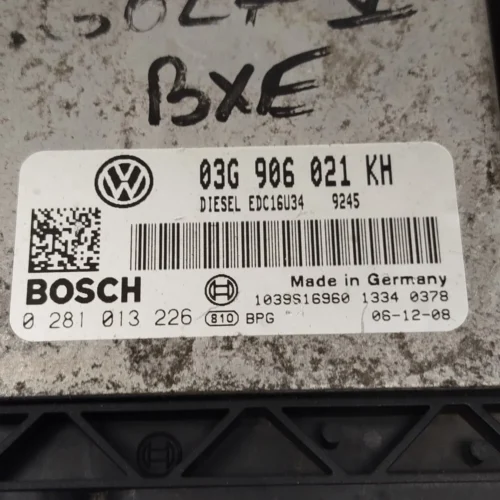 GOLF V
BXE
03G 906 021 KH
DIESEL EDC16U34 9245
BOSCH
Made in Germany
1039S16960 1334 0378
0 281 013 226 810 BPG 06-12-08